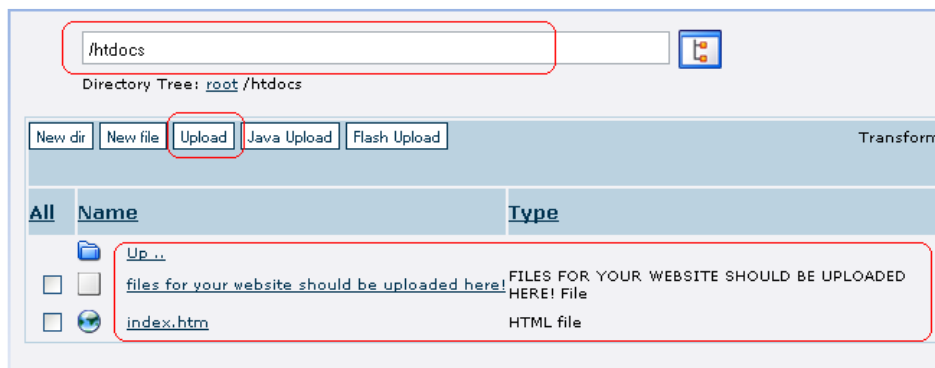 /htdocs
Directory Tree: root /htdocs
New dir New file Upload Java Upload Flash Upload Transform
All Name Type
Up ..
files for your website should be uploaded here! FILES FOR YOUR WEBSITE SHOULD BE UPLOADED
HERE! File
index.htm HTML file